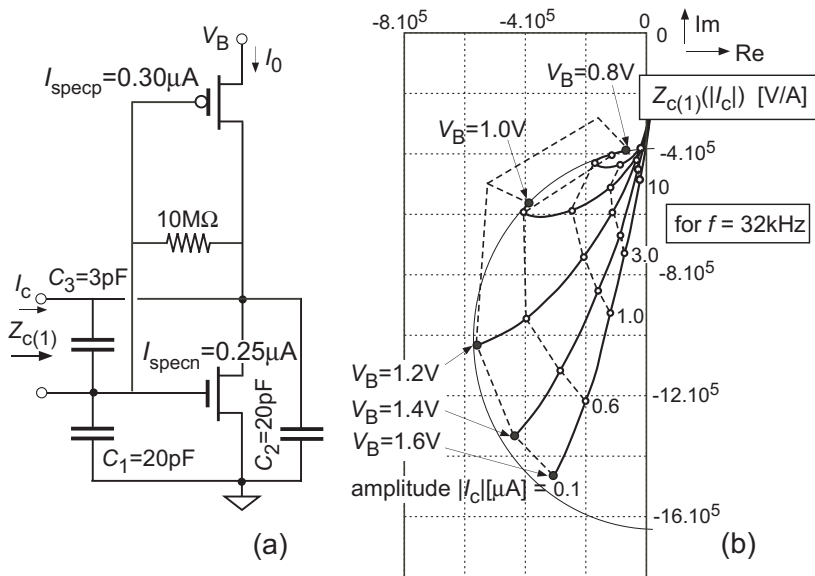 V_B
I_0
I_specp=0.30µA
10MΩ
C_3=3pF
I_c
Z_c(1)
I_specn=0.25µA
C_1=20pF
C_2=20pF
(a)
-8.10^5
-4.10^5
0
0
Im
Re
V_B=0.8V
Z_c(1)(|I_c|) [V/A]
V_B=1.0V
-4.10^5
10
for f = 32kHz
3.0
-8.10^5
1.0
V_B=1.2V
-12.10^5
V_B=1.4V
0.6
V_B=1.6V
amplitude |I_c|[µA] = 0.1
-16.10^5
(b)